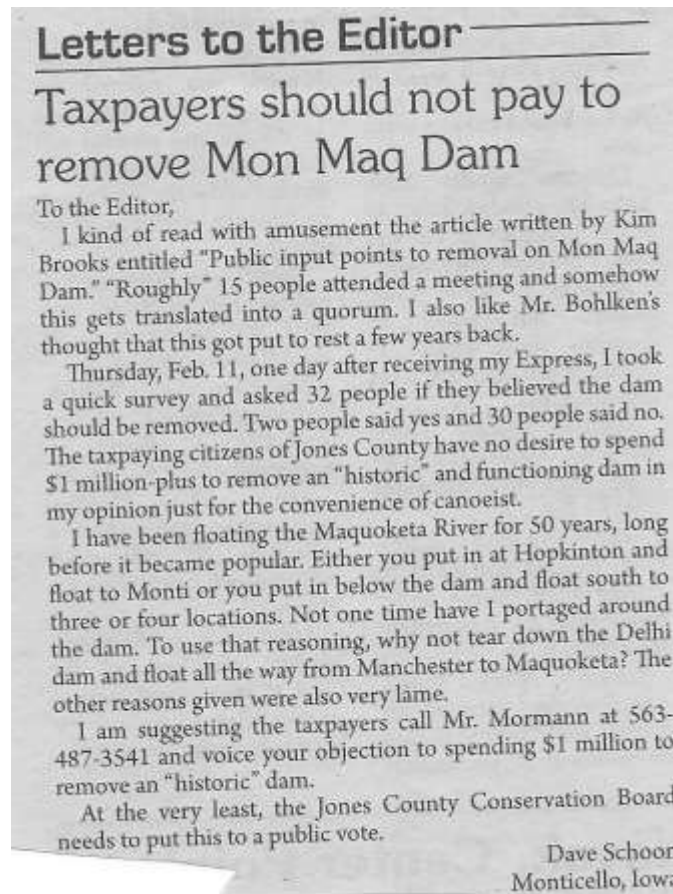 Letters to the Editor
Taxpayers should not pay to
remove Mon Maq Dam
To the Editor,
I kind of read with amusement the article written by Kim
Brooks entitled “Public input points to removal on Mon Maq
Dam.” “Roughly” 15 people attended a meeting and somehow
this gets translated into a quorum. I also like Mr. Bohlken’s
thought that this got put to rest a few years back.
Thursday, Feb. 11, one day after receiving my Express, I took
a quick survey and asked 32 people if they believed the dam
should be removed. Two people said yes and 30 people said no.
The taxpaying citizens of Jones County have no desire to spend
$1 million-plus to remove an “historic” and functioning dam in
my opinion just for the convenience of canoeist.
I have been floating the Maquoketa River for 50 years, long
before it became popular. Either you put in at Hopkinton and
float to Monti or you put in below the dam and float south to
three or four locations. Not one time have I portaged around
the dam. To use that reasoning, why not tear down the Delhi
dam and float all the way from Manchester to Maquoketa? The
other reasons given were also very lame.
I am suggesting the taxpayers call Mr. Mormann at 563-
487-3541 and voice your objection to spending $1 million to
remove an “historic” dam.
At the very least, the Jones County Conservation Board
needs to put this to a public vote.
Dave Schoon
Monticello, Iowa